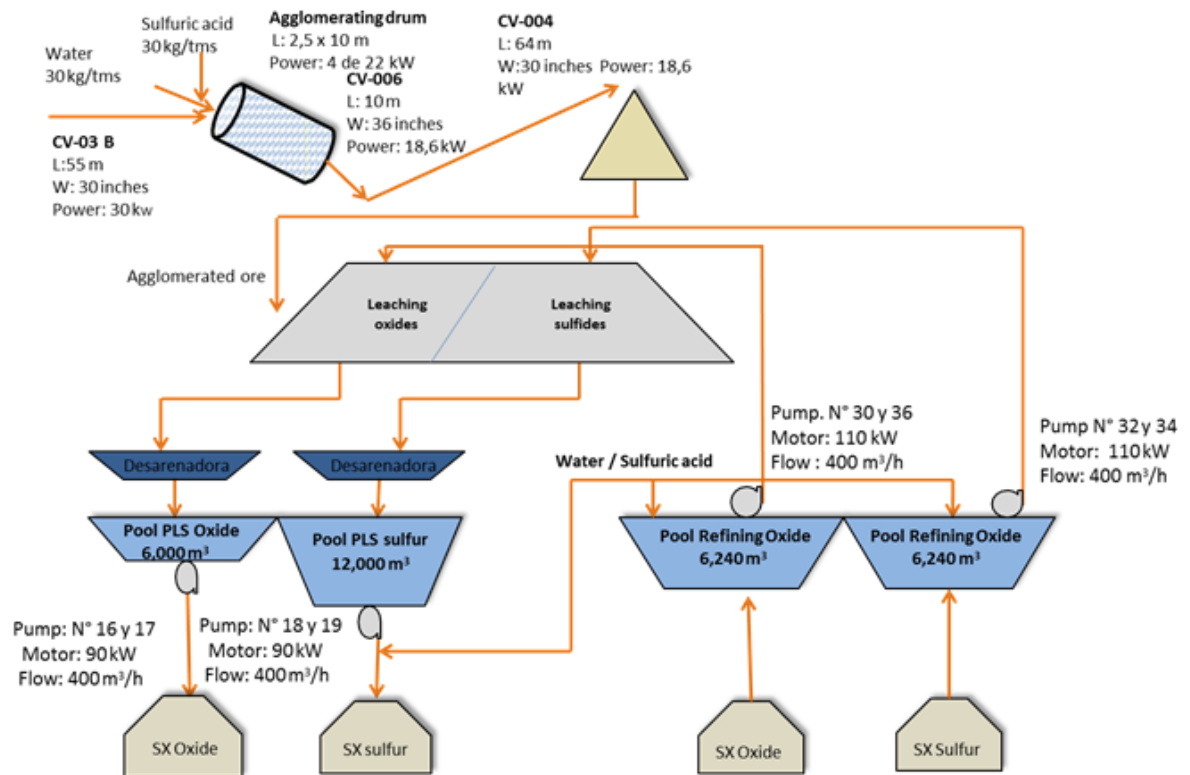 Sulfuric acid
30 kg/tms
Water
30 kg/tms
Agglomerating drum
L: 2,5 x 10 m
Power: 4 de 22 kW
CV-006
L: 10 m
W: 36 inches
Power: 18,6 kW
CV-004
L: 64 m
W:30 inches Power: 18,6
kW
CV-03 B
L:55 m
W: 30 inches
Power: 30 kw
Agglomerated ore
Leaching
oxides
Leaching
sulfides
Desarenadora
Desarenadora
Water / Sulfuric acid
Pump. N° 30 y 36
Motor: 110 kW
Flow : 400 m³/h
Pump N° 32 y 34
Motor: 110 kW
Flow: 400 m³/h
Pool PLS Oxide
6,000 m³
Pool PLS sulfur
12,000 m³
Pool Refining Oxide
6,240 m³
Pool Refining Oxide
6,240 m³
Pump: N° 16 y 17
Motor: 90 kW
Flow: 400 m³/h
Pump: N° 18 y 19
Motor: 90 kW
Flow: 400 m³/h
SX Oxide
SX sulfur
SX Oxide
SX Sulfur